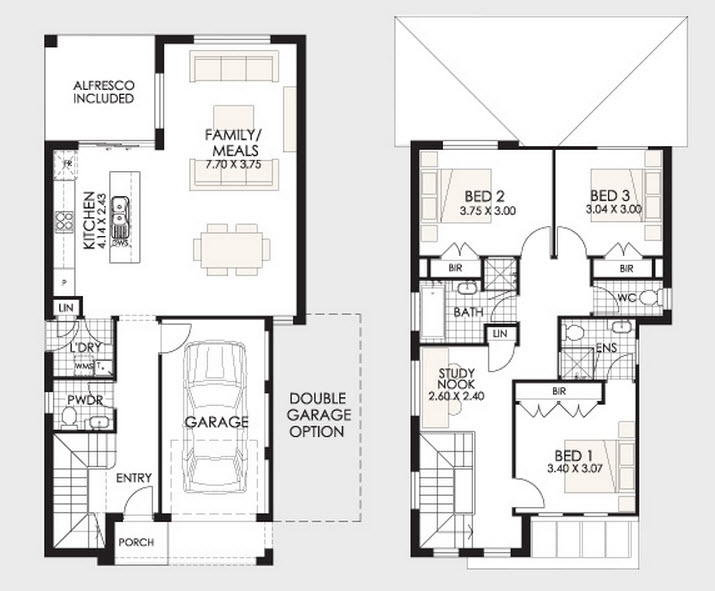 ALFRESCO
INCLUDED
FAMILY/
MEALS
7.70 X 3.75
FR
KITCHEN
4.14 X 2.43
DWS
P
LIN
L'DRY
WMS
T.
PWDR
GARAGE
DOUBLE
GARAGE
OPTION
ENTRY
PORCH
BED 2
3.75 X 3.00
BED 3
3.04 X 3.00
BIR
BIR
BATH
WC
LIN
ENS
STUDY
NOOK
2.60 X 2.40
BIR
BED 1
3.40 X 3.07